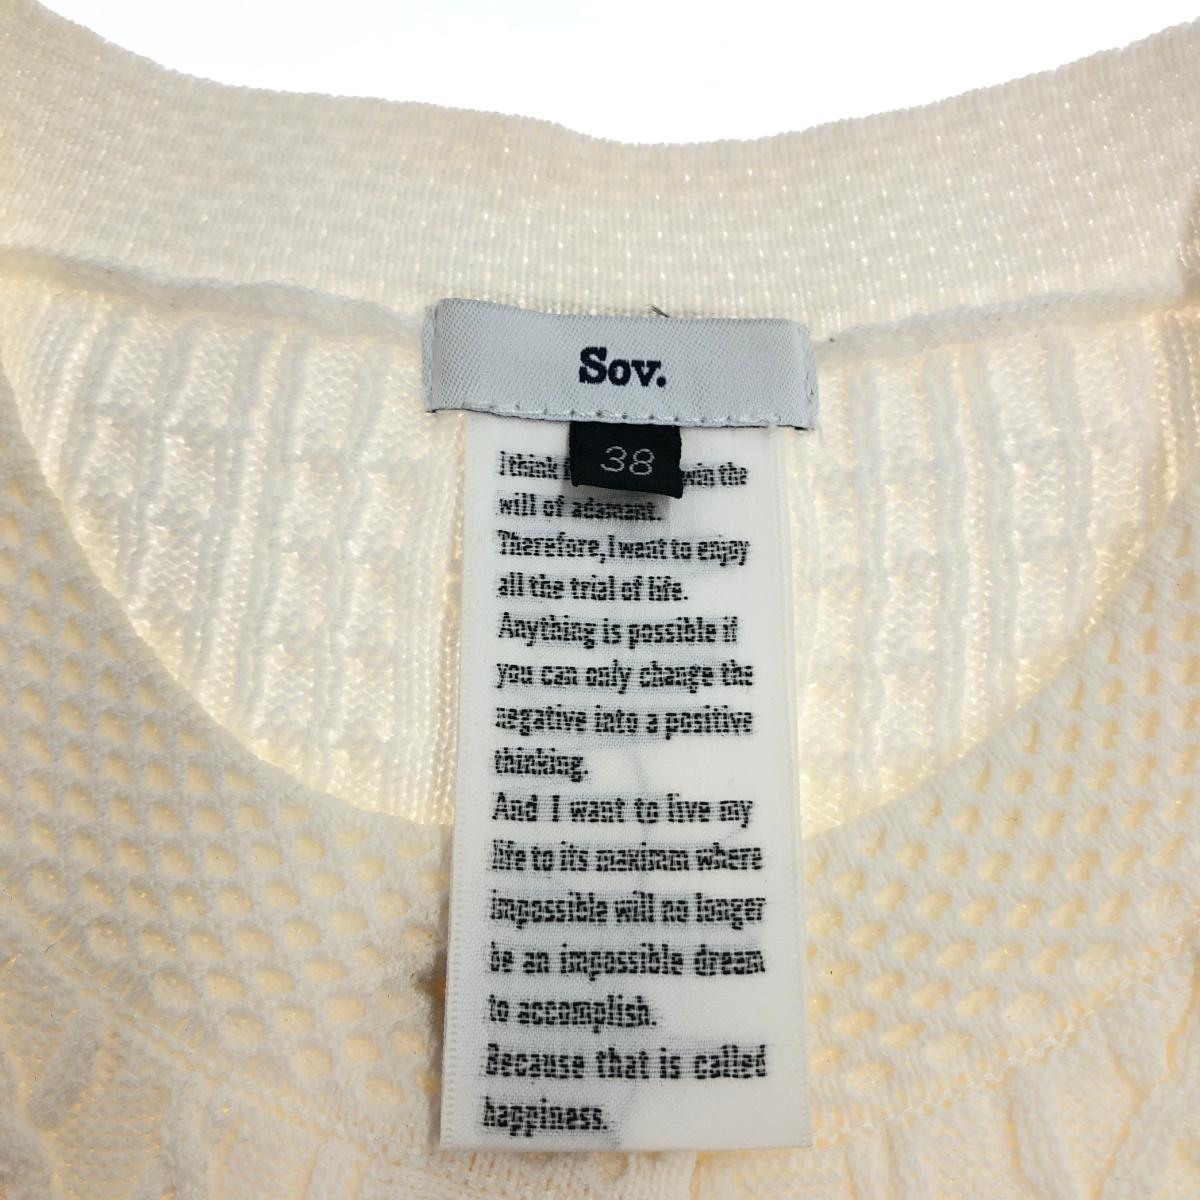 Sov.
38
I think win the
will of adamant.
Therefore, I want to enjoy
all the trial of life.
Anything is possible if
you can only change the
negative into a positive
thinking.
And I want to live my
life to its maximm where
impossible will no longer
be an impossible dream
to accomplish.
Because that is called
happiness.